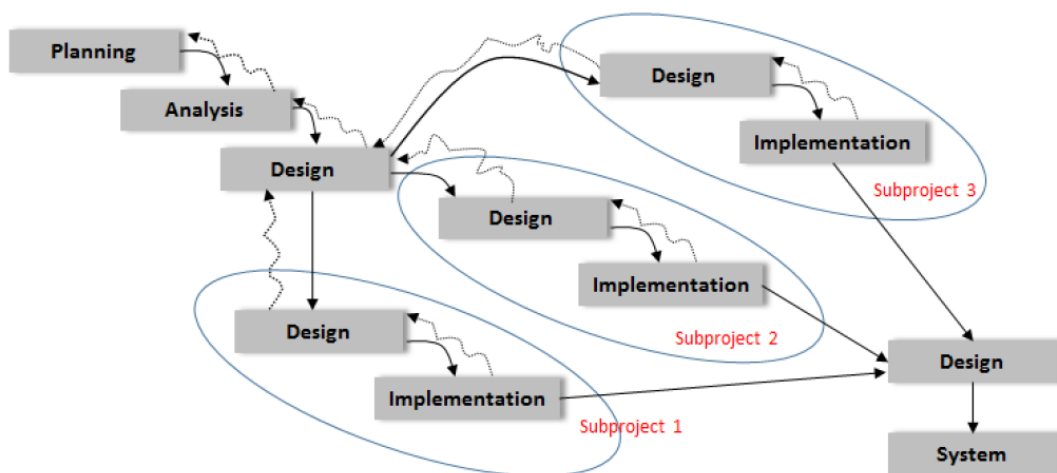 Planning
Analysis
Design
Design
Implementation
Subproject 3
Design
Implementation
Subproject 2
Design
Implementation
Subproject 1
Design
System